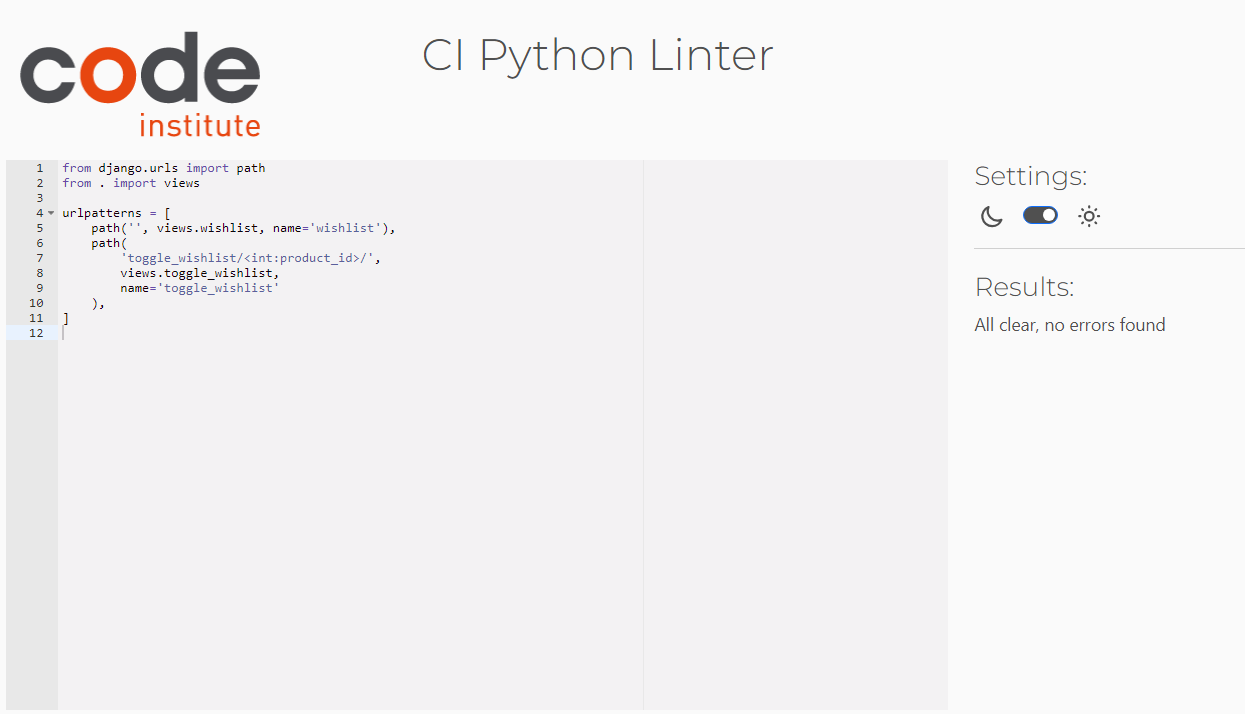 code
institute
CI Python Linter
1 from django.urls import path
2 from . import views
3
4 urlpatterns = [
5     path('', views.wishlist, name='wishlist'),
6     path(
7         'toggle_wishlist/<int:product_id>/',
8         views.toggle_wishlist,
9         name='toggle_wishlist'
10     ),
11 ]
12
Settings:
Results:
All clear, no errors found